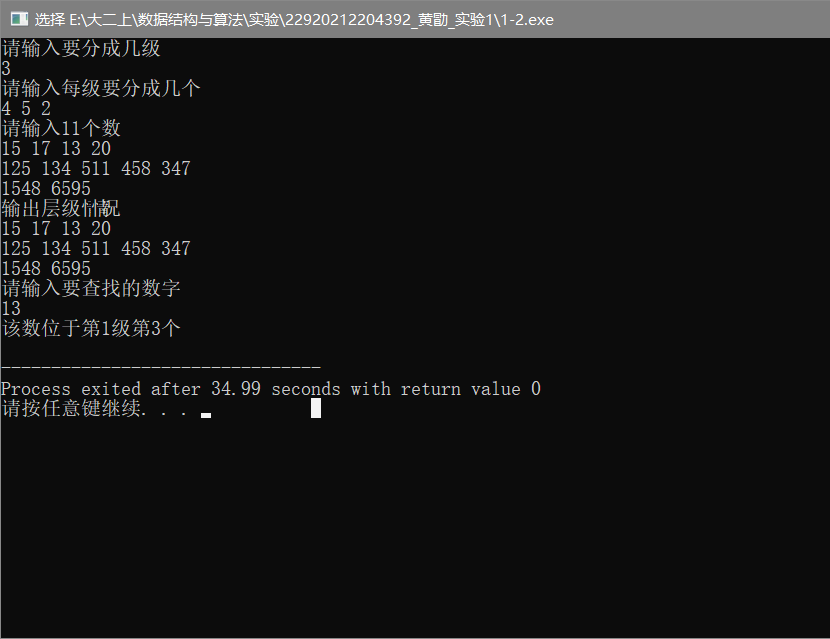 选择 E:\大二上\数据结构与算法\实验\22920212204392_黄勖_实验1\1-2.exe
请输入要分成几级
3
请输入每级要分成几个
4 5 2
请输入11个数
15 17 13 20
125 134 511 458 347
1548 6595
输出层级情况
15 17 13 20
125 134 511 458 347
1548 6595
请输入要查找的数字
13
该数位于第1级第3个
--------------------------------
Process exited after 34.99 seconds with return value 0
请按任意键继续. . .